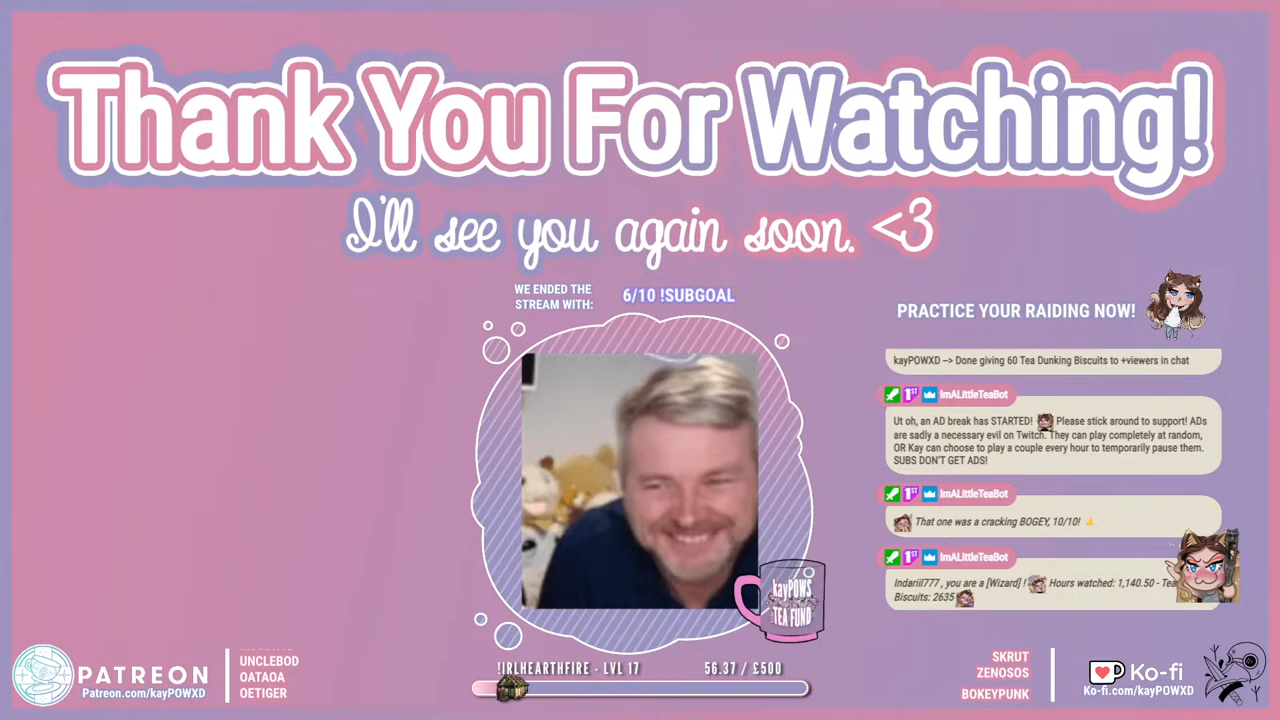 Thank You For Watching!
I'll see you again soon. <3
WE ENDED THE
STREAM WITH:
6/10 !SUBGOAL
PRACTICE YOUR RAIDING NOW!
kayPOWXD --> Done giving 60 Tea Dunking Biscuits to +viewers in chat
1ST ImALittleTeaBot
Ut oh, an AD break has STARTED! Please stick around to support! ADs
are sadly a necessary evil on Twitch. They can play completely at random,
OR Kay can choose to play a couple every hour to temporarily pause them.
SUBS DON'T GET ADS!
1ST ImALittleTeaBot
That one was a cracking BOGEY, 10/10!
1ST ImALittleTeaBot
Indariil777 , you are a [Wizard] ! Hours watched: 1,140.50 - Tea
Biscuits: 2635
kayPOWS
TEA FUND
!IRLHEARTHFIRE - LVL 17
56.37 / £500
PATREON
Patreon.com/kayPOWXD
UNCLEBOD
OATAOA
OETIGER
SKRUT
ZENOSOS
BOKEYPUNK
Ko-fi
Ko-fi.com/kayPOWXD